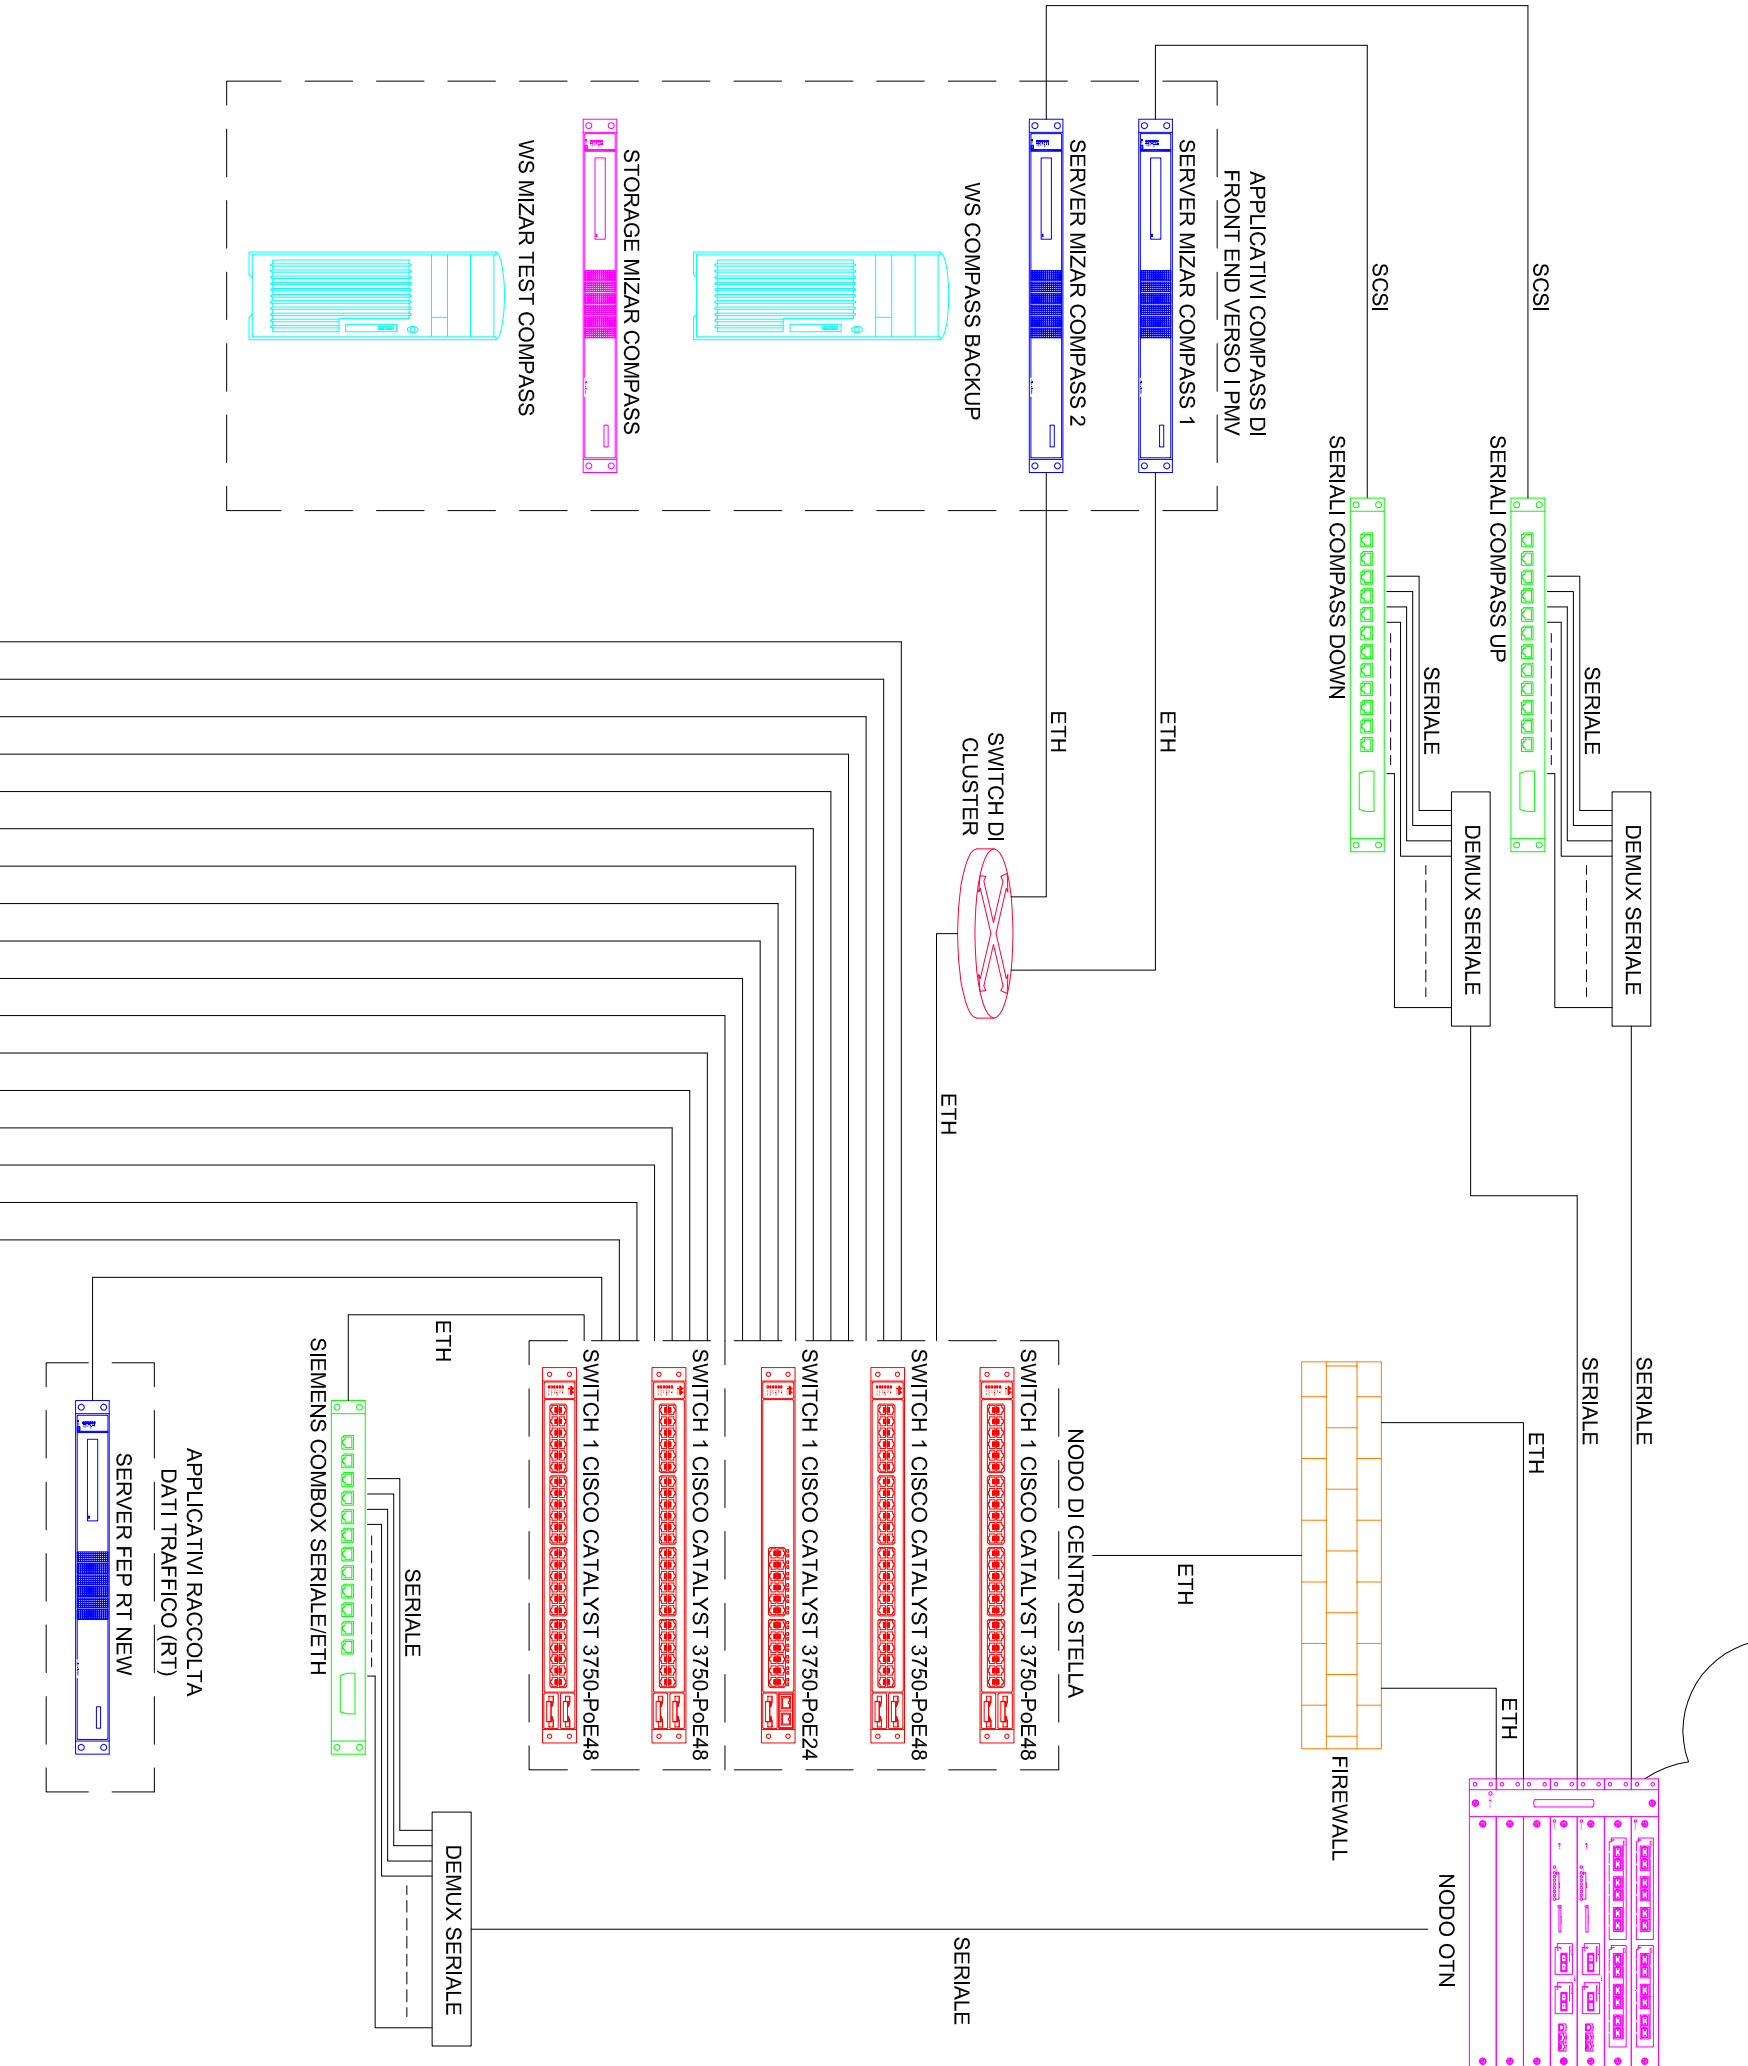 SCSI
SCSI
APPLICATIVI COMPASS DI
FRONT END VERSO I PMV
SERVER MIZAR COMPASS 1
SERVER MIZAR COMPASS 2
WS COMPASS BACKUP
STORAGE MIZAR COMPASS
WS MIZAR TEST COMPASS
SERIALI COMPASS UP
SERIALI COMPASS DOWN
SERIALE
SERIALE
DEMUX SERIALE
DEMUX SERIALE
ETH
ETH
SWITCH DI
CLUSTER
ETH
SERIALE
SERIALE
ETH
ETH
FIREWALL
ETH
NODO DI CENTRO STELLA
SWITCH 1 CISCO CATALYST 3750-PoE48
SWITCH 1 CISCO CATALYST 3750-PoE48
SWITCH 1 CISCO CATALYST 3750-PoE24
SWITCH 1 CISCO CATALYST 3750-PoE48
SWITCH 1 CISCO CATALYST 3750-PoE48
ETH
SIEMENS COMBOX SERIALE/ETH
SERIALE
APPLICATIVI RACCOLTA
DATI TRAFFICO (RT)
SERVER FEP RT NEW
NODO OTN
DEMUX SERIALE
SERIALE